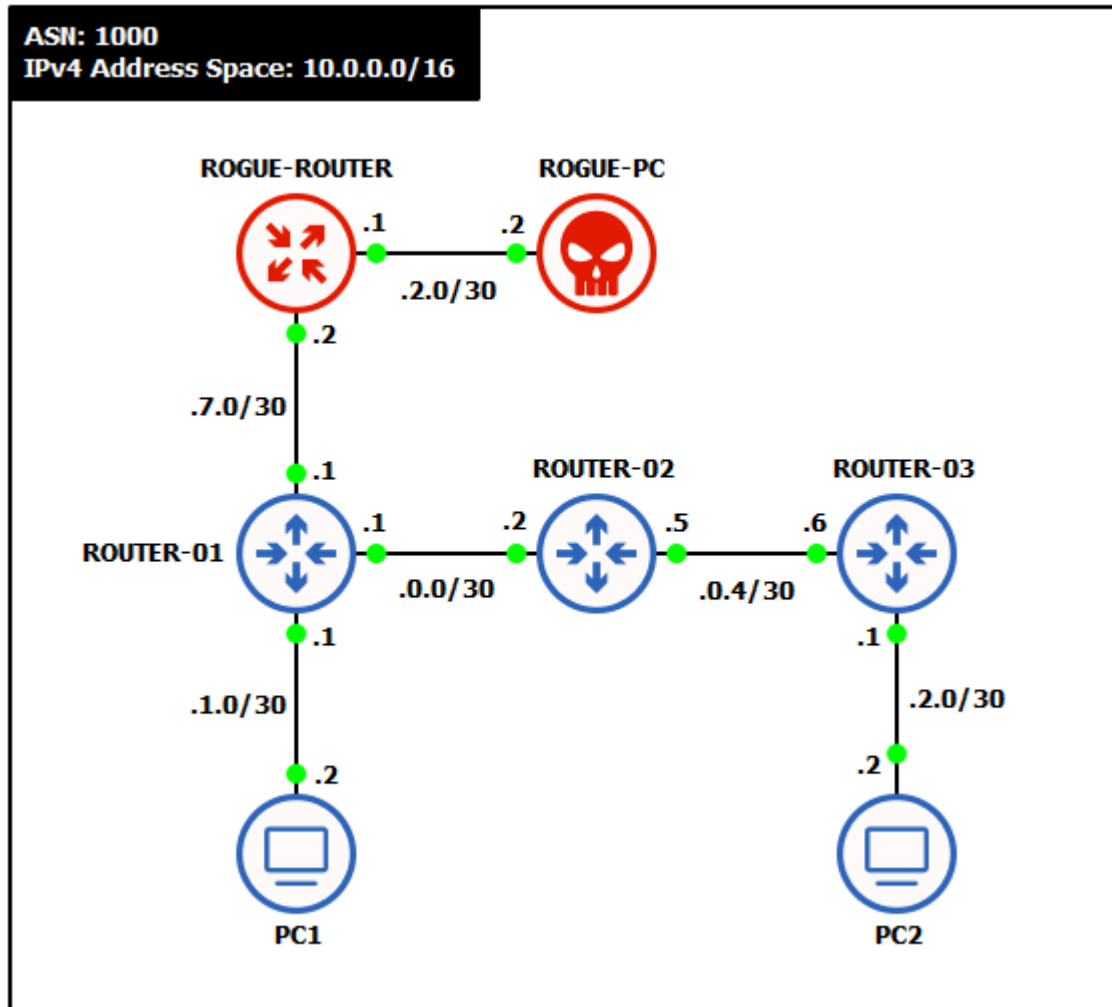 ASN: 1000
IPv4 Address Space: 10.0.0.0/16
ROGUE-ROUTER
ROGUE-PC
.1
.2
.2.0/30
.2
.7.0/30
.1
ROUTER-02
ROUTER-03
ROUTER-01
.1
.2
.5
.6
.0.0/30
.0.4/30
.1
.1
.1.0/30
.2.0/30
.2
.2
PC1
PC2